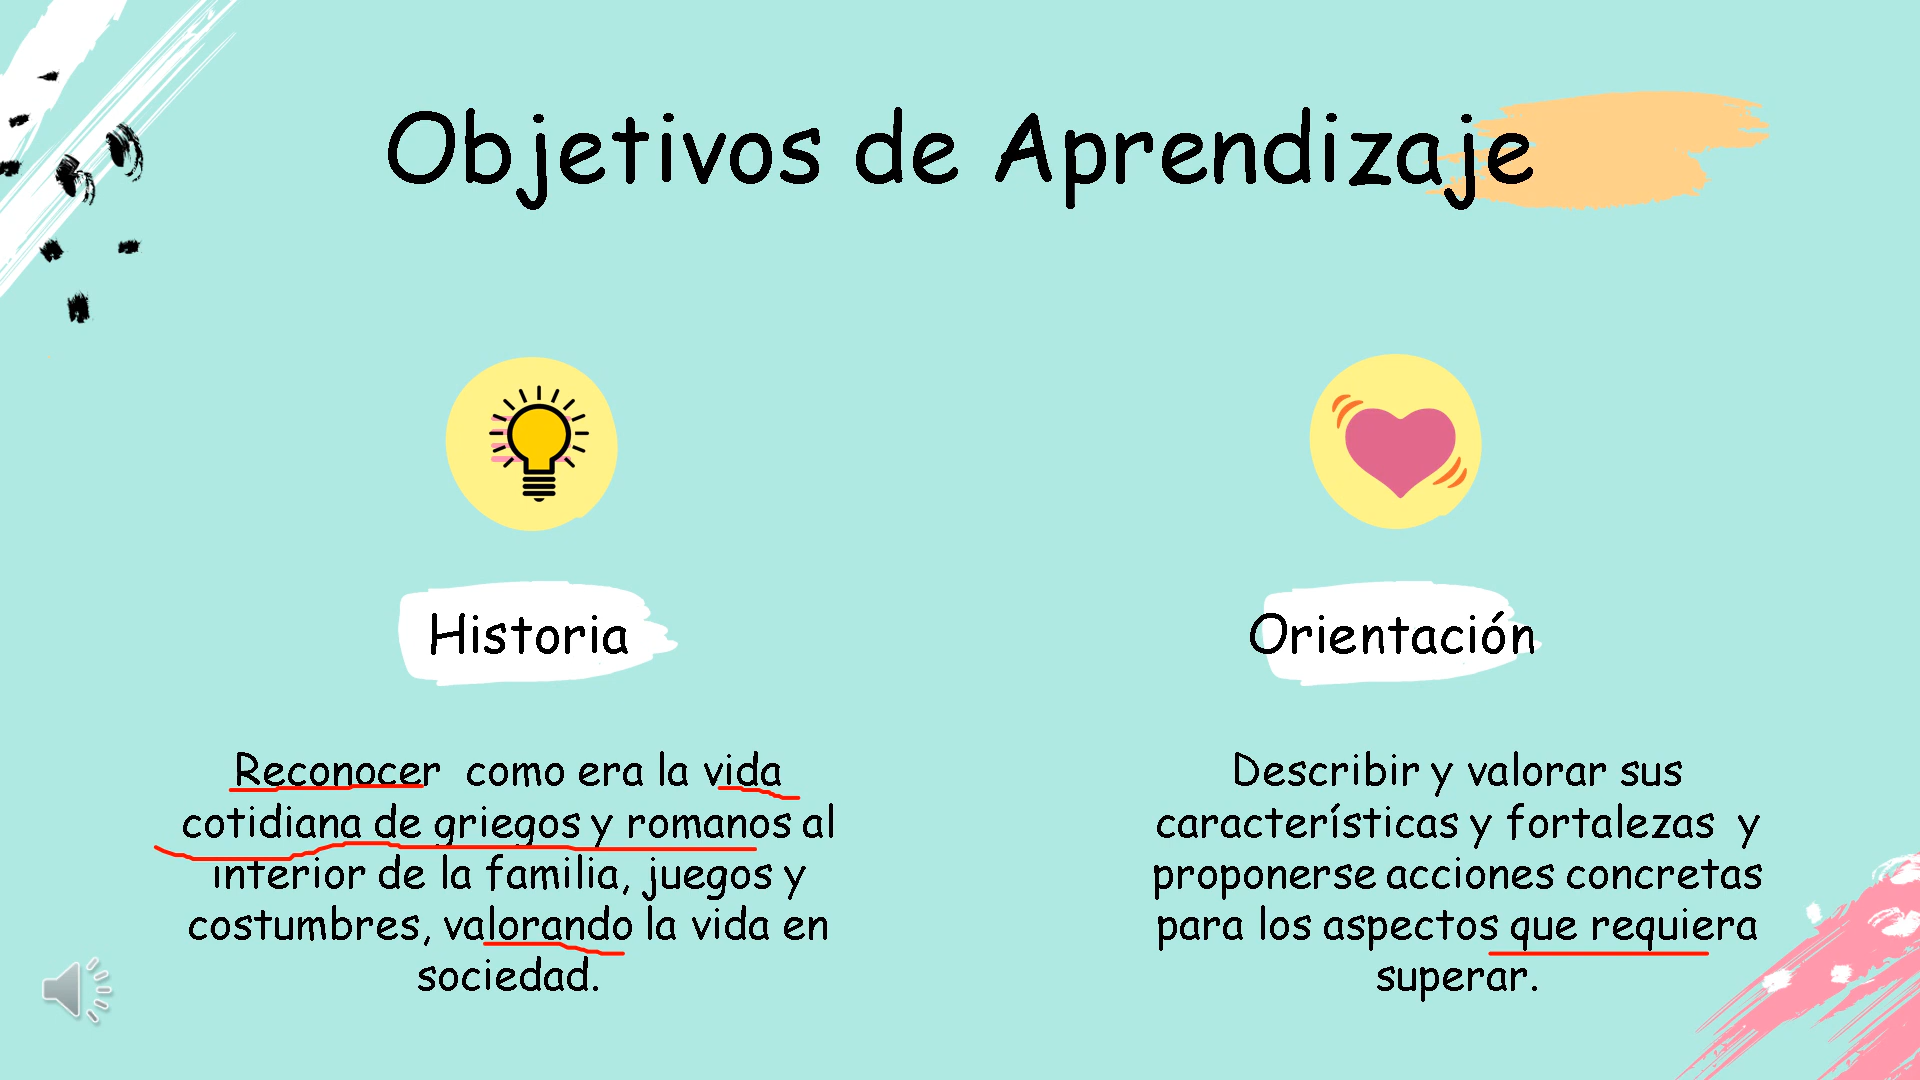 Objetivos de Aprendizaje
Historia
Reconocer como era la vida
cotidiana de griegos y romanos al
interior de la familia, juegos y
costumbres, valorando la vida en
sociedad.
Orientación
Describir y valorar sus
características y fortalezas y
proponerse acciones concretas
para los aspectos que requiera
superar.